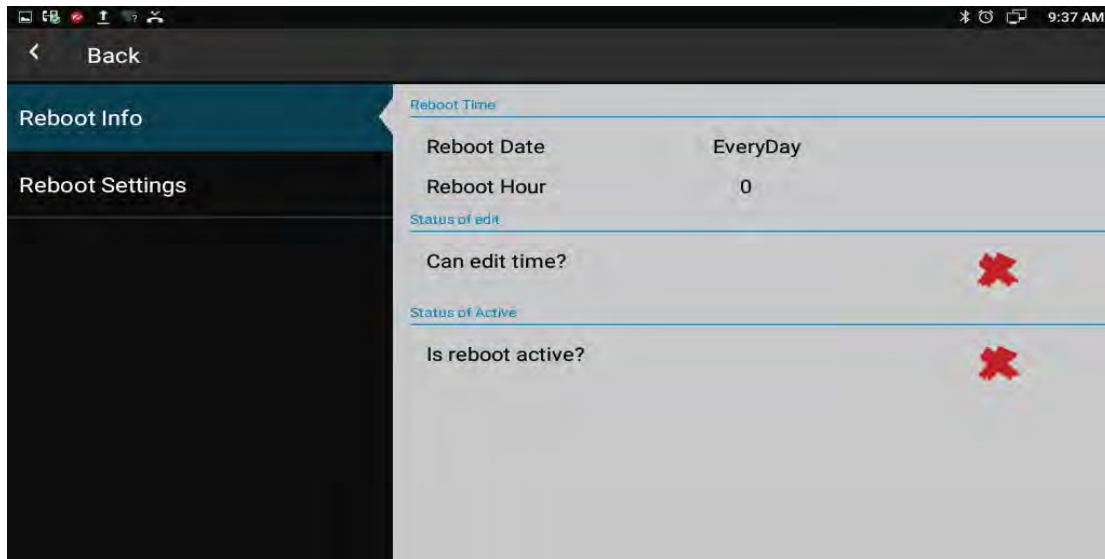 9:37 AM
Back
Reboot Info
Reboot Settings
Reboot Time
Reboot Date EveryDay
Reboot Hour 0
Status of edit
Can edit time?
Status of Active
Is reboot active?